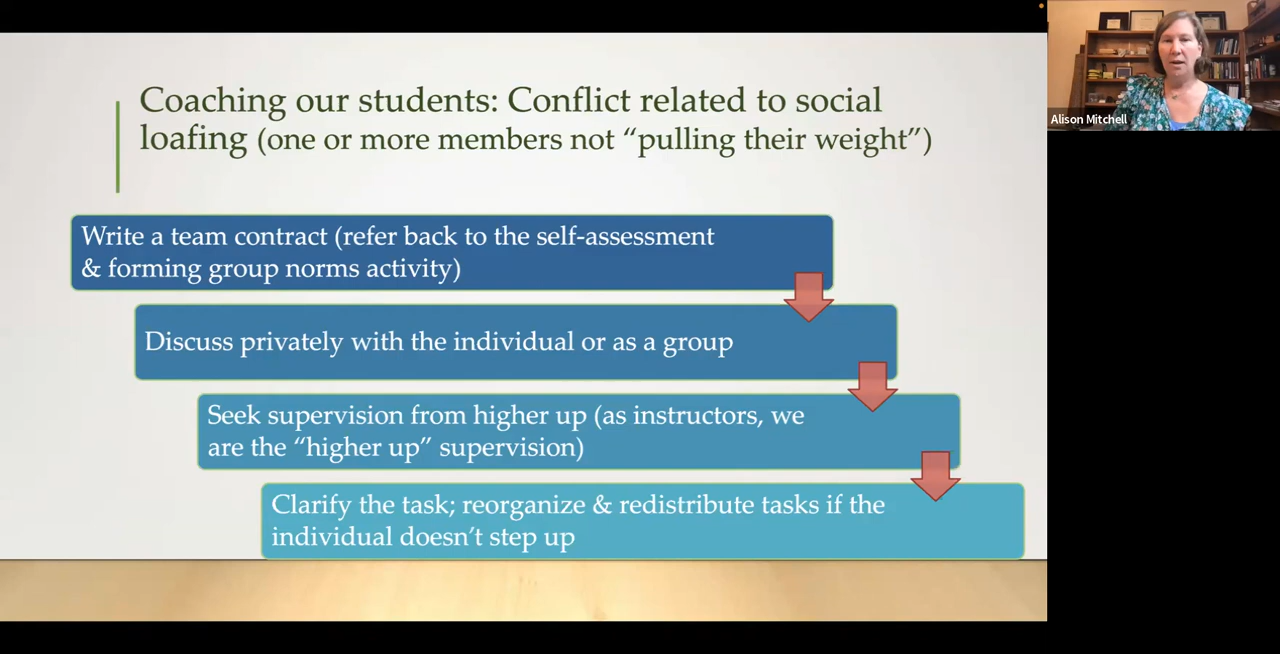 Coaching our students: Conflict related to social
loafing (one or more members not “pulling their weight”)
Alison Mitchell
Write a team contract (refer back to the self-assessment
& forming group norms activity)
Discuss privately with the individual or as a group
Seek supervision from higher up (as instructors, we
are the “higher up” supervision)
Clarify the task; reorganize & redistribute tasks if the
individual doesn’t step up